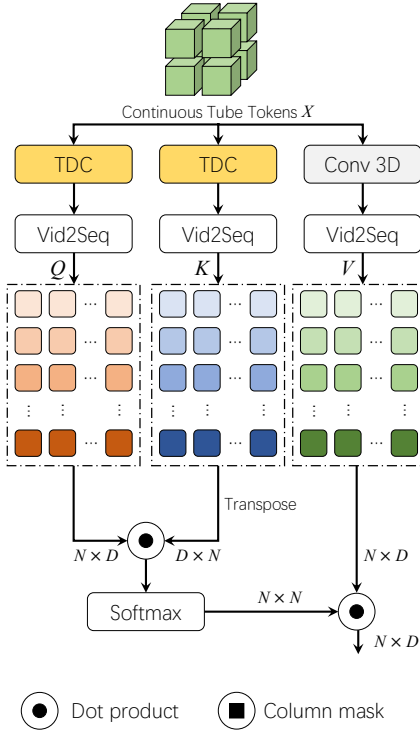 Continuous Tube Tokens X
TDC TDC Conv 3D
Vid2Seq Vid2Seq Vid2Seq
Q K V
... ... ...
... ... ...
... ... ...
⋮ ⋮ ⋮ ⋮ ⋮ ⋮ ⋮ ⋮ ⋮
... ... ...
Transpose
N × D D × N N × D
Softmax N × N
N × D
Dot product Column mask